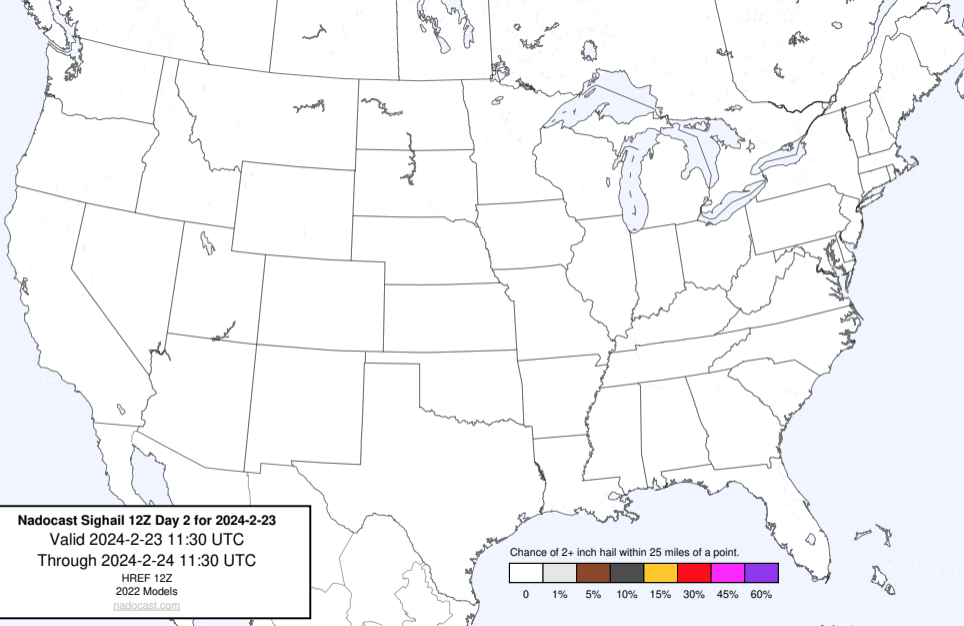 Nadocast Sighail 12Z Day 2 for 2024-2-23
Valid 2024-2-23 11:30 UTC
Through 2024-2-24 11:30 UTC
HREF 12Z
2022 Models
nadocast.com
Chance of 2+ inch hail within 25 miles of a point.
0 1% 5% 10% 15% 30% 45% 60%